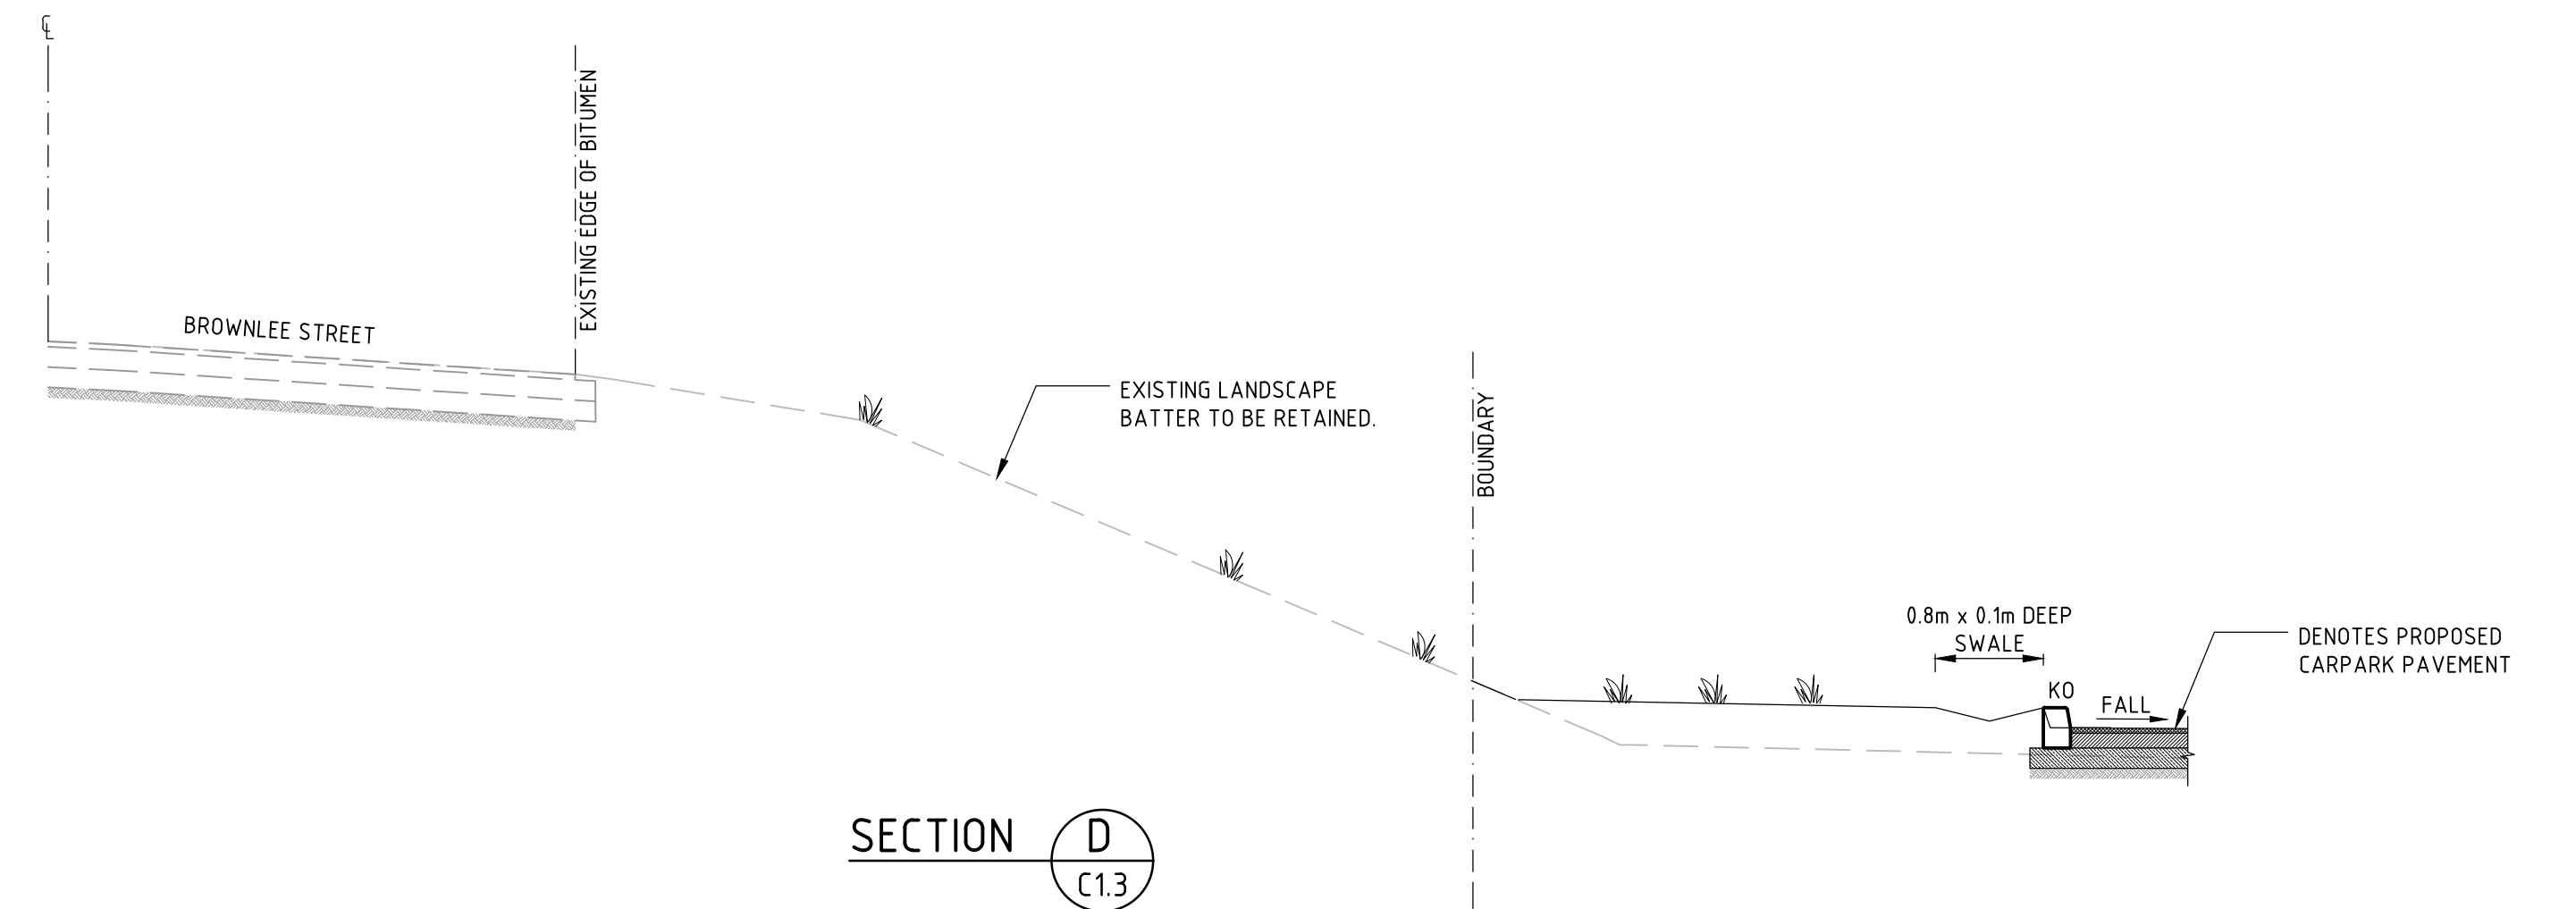 ℄
EXISTING EDGE OF BITUMEN
BROWNLEE STREET
EXISTING LANDSCAPE
BATTER TO BE RETAINED.
BOUNDARY
0.8m x 0.1m DEEP
SWALE
KO
FALL
DENOTES PROPOSED
CARPARK PAVEMENT
SECTION D
C1.3